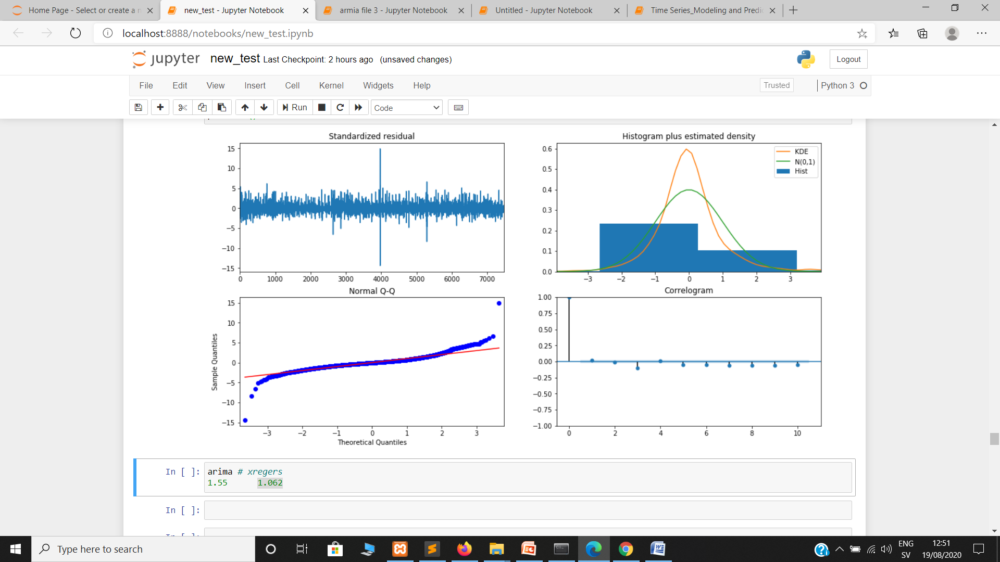 Home Page - Select or create a n
new_test - Jupyter Notebook
armia file 3 - Jupyter Notebook
Untitled - Jupyter Notebook
Time Series_Modeling and Predic
localhost:8888/notebooks/new_test.ipynb
jupyter new_test Last Checkpoint: 2 hours ago (unsaved changes)
Logout
File Edit View Insert Cell Kernel Widgets Help
Trusted
Python 3
Run
Code
Standardized residual
15
10
5
0
−5
−10
−15
0 1000 2000 3000 4000 5000 6000 7000
Histogram plus estimated density
KDE
N(0,1)
Hist
0.6
0.5
0.4
0.3
0.2
0.1
0.0
−3 −2 −1 0 1 2 3
Normal Q-Q
Sample Quantiles
15
10
5
0
−5
−10
−15
−3 −2 −1 0 1 2 3
Theoretical Quantiles
Correlogram
1.00
0.75
0.50
0.25
0.00
−0.25
−0.50
−0.75
−1.00
0 2 4 6 8 10
In [ ]: arima # xregers
1.55 1.062
In [ ]:
Type here to search
ENG
SV
12:51
19/08/2020